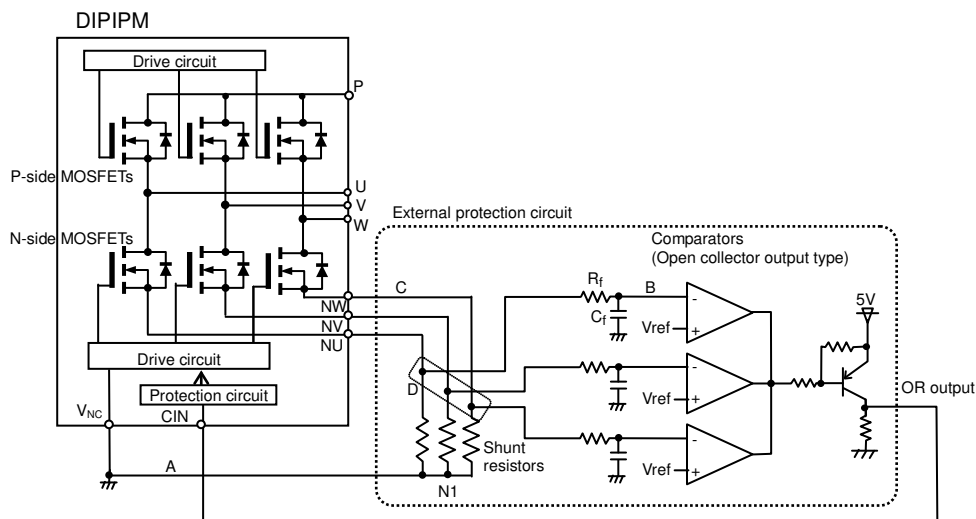 DIPIPM
Drive circuit
P
P-side MOSFETs
U
V
W
External protection circuit
N-side MOSFETs
Comparators
(Open collector output type)
C
Rf
B
5V
NW
Cf
Vref
NV
NU
Drive circuit
D
Vref
OR output
Protection circuit
VNC
CIN
Shunt
resistors
Vref
A
N1
-
+
-
+
-
+